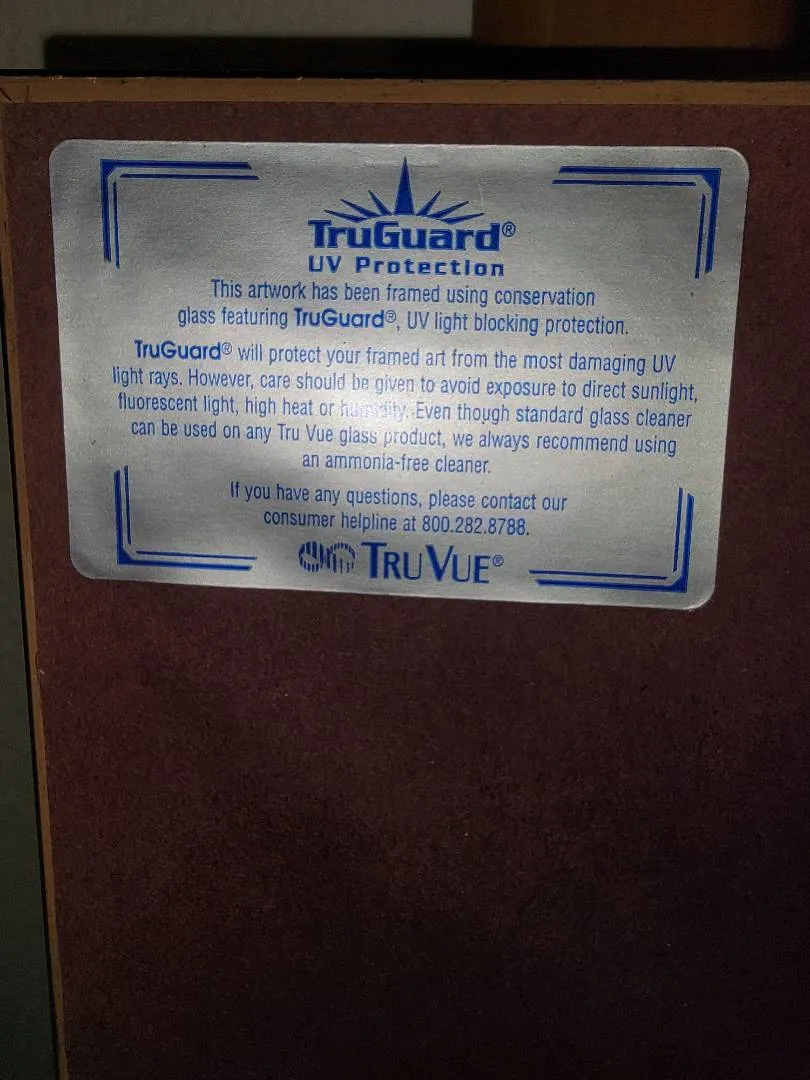 TruGuard®
UV Protection
This artwork has been framed using conservation
glass featuring TruGuard®, UV light blocking protection.
TruGuard® will protect your framed art from the most damaging UV
light rays. However, care should be given to avoid exposure to direct sunlight,
fluorescent light, high heat or humidity. Even though standard glass cleaner
can be used on any Tru Vue glass product, we always recommend using
an ammonia-free cleaner.
If you have any questions, please contact our
consumer helpline at 800.282.8788.
TRU VUE®